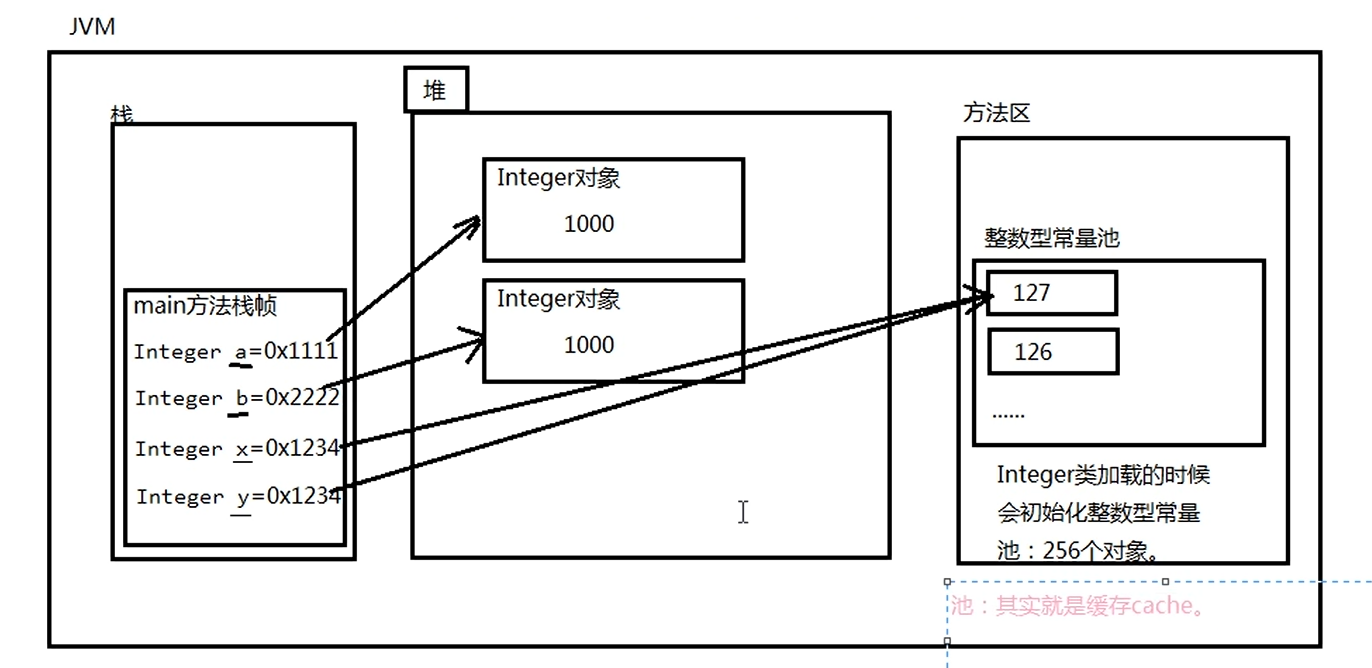 JVM
栈
main方法栈帧
Integer a=0x1111
Integer b=0x2222
Integer x=0x1234
Integer y=0x1234
堆
Integer对象
1000
Integer对象
1000
方法区
整数型常量池
127
126
......
Integer类加载的时候
会初始化整数型常量
池：256个对象。
池：其实就是缓存cache。